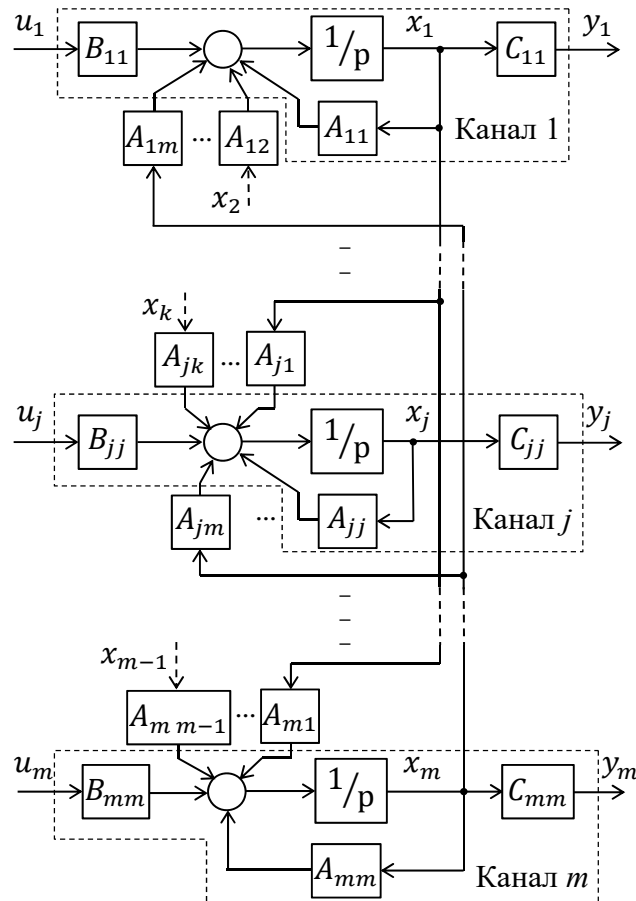 u₁ B₁₁ 1/p x₁ C₁₁ y₁
A₁ₘ ... A₁₂ A₁₁ Канал 1
x₂
xₖ
Aⱼₖ ... Aⱼ₁
uⱼ Bⱼⱼ 1/p xⱼ Cⱼⱼ yⱼ
Aⱼₘ ... Aⱼⱼ Канал j
xₘ₋₁
Aₘ ₘ₋₁ ... Aₘ₁
uₘ Bₘₘ 1/p xₘ Cₘₘ yₘ
Aₘₘ Канал m